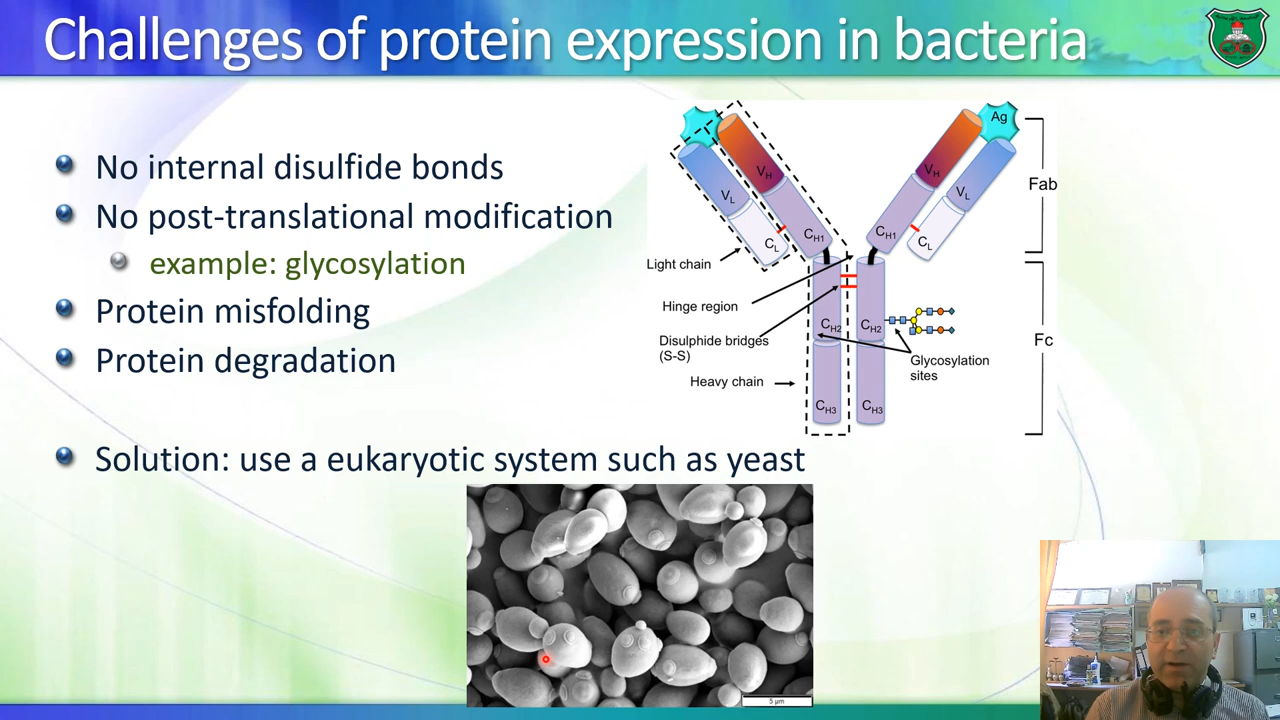 Challenges of protein expression in bacteria
No internal disulfide bonds
No post-translational modification
example: glycosylation
Protein misfolding
Protein degradation
Solution: use a eukaryotic system such as yeast
Ag
VH
VL
CH1
CL
VH
VL
CH1
CL
Fab
Light chain
Hinge region
Disulphide bridges
(S-S)
Heavy chain
CH2
CH2
Glycosylation
sites
Fc
CH3
CH3
5 µm